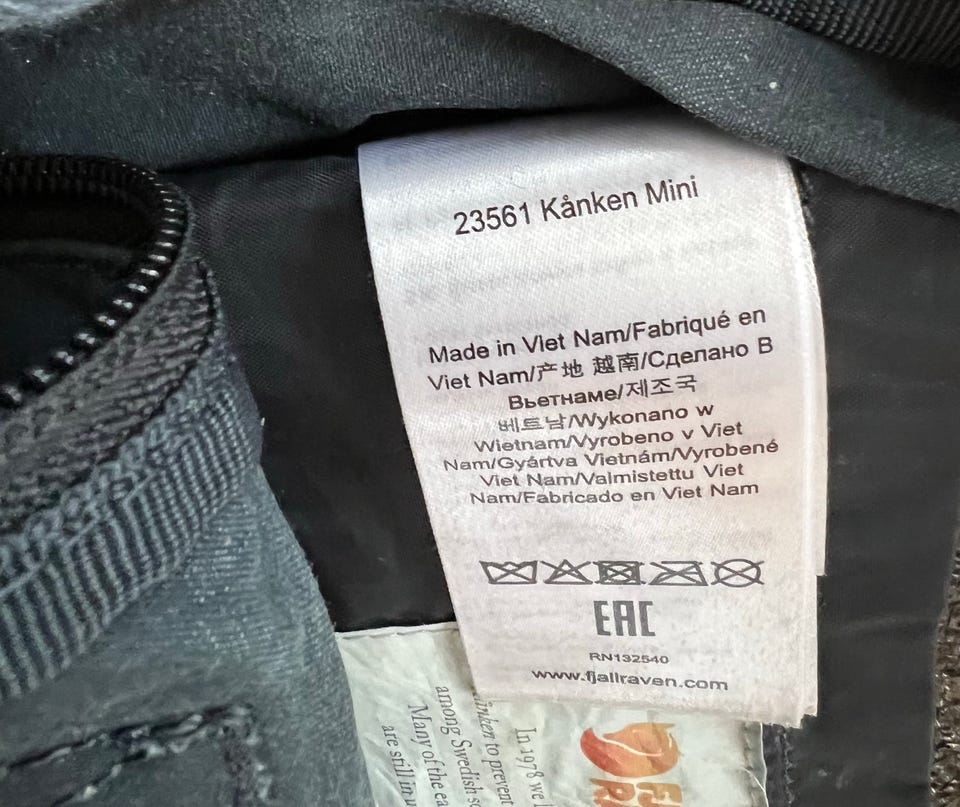 23561 Kånken Mini
Made in Viet Nam/Fabriqué en
Viet Nam/产地 越南/Сделано В
Вьетнаме/제조국
베트남/Wykonano w
Wietnam/Vyrobeno v Viet
Nam/Gyártva Vietnám/Vyrobené
Viet Nam/Valmistettu Viet
Nam/Fabricado en Viet Nam
EAC
RN132540
www.fjallraven.com
In 1978 we
to prevent
among Swedish
Many of the
are still in